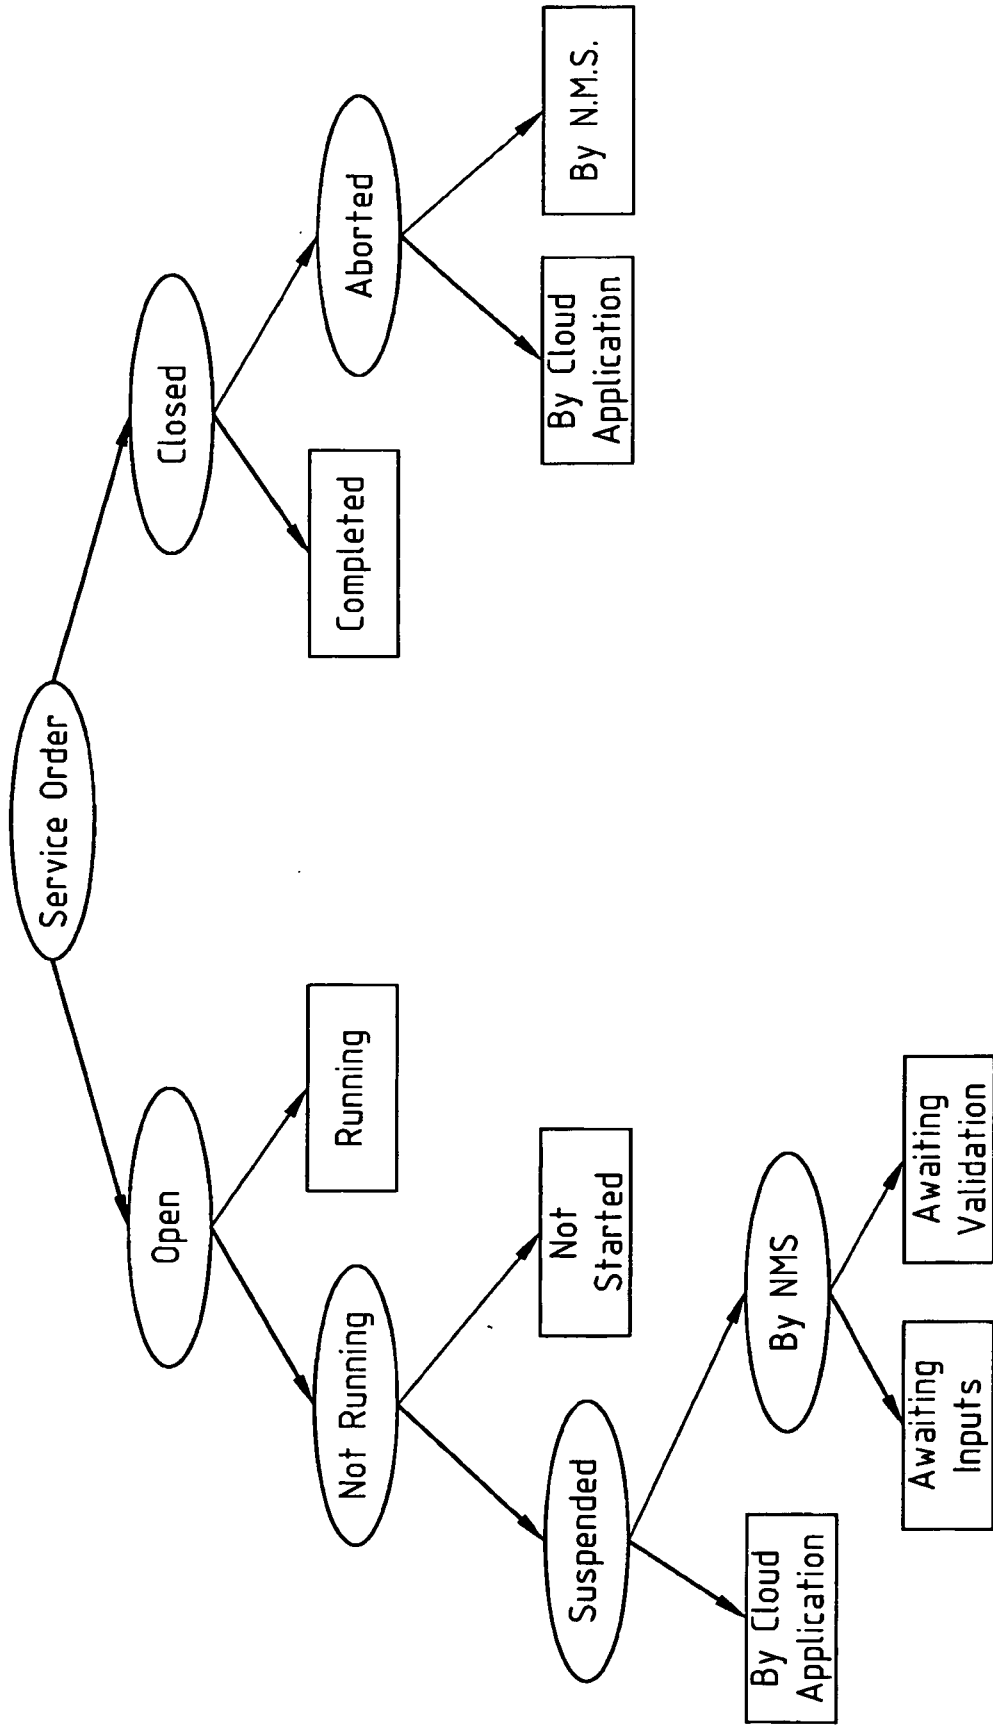 Service Order
Open
Closed
Not Running
Running
Completed
Aborted
Suspended
Not
Started
By Cloud
Application
By N.M.S.
By Cloud
Application
By NMS
Awaiting
Inputs
Awaiting
Validation